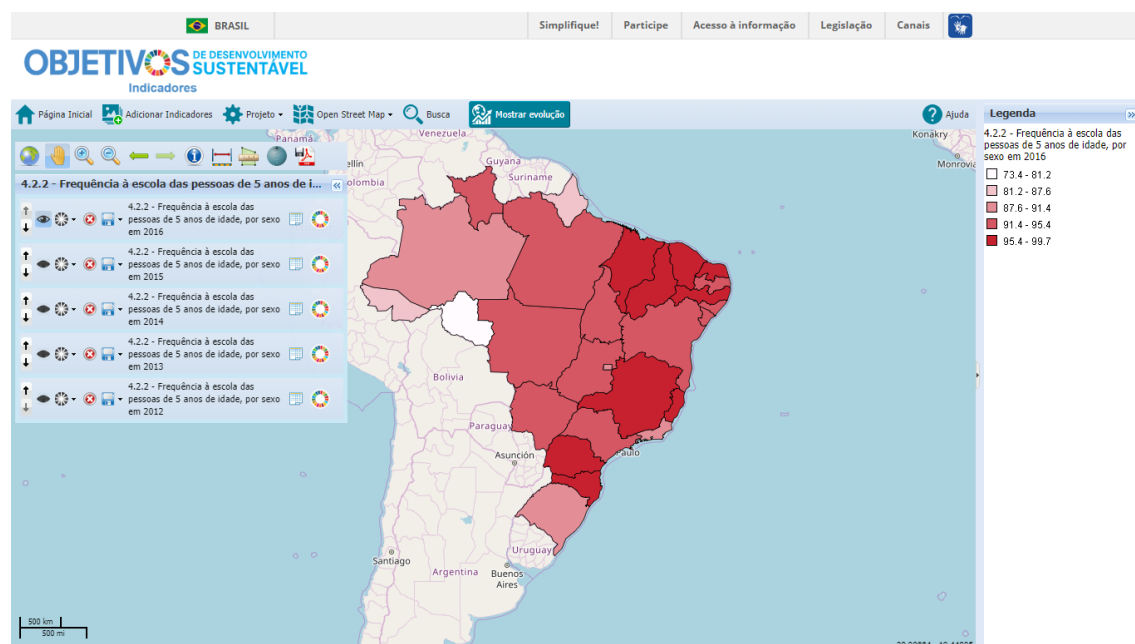 BRASIL
Simplifique!
Participe
Acesso à informação
Legislação
Canais
OBJETIVOS DE DESENVOLVIMENTO SUSTENTÁVEL
Indicadores
Página Inicial
Adicionar Indicadores
Projeto
Open Street Map
Busca
Mostrar evolução
Ajuda
Legenda
4.2.2 - Frequência à escola das
pessoas de 5 anos de idade, por
sexo em 2016
73.4 - 81.2
81.2 - 87.6
87.6 - 91.4
91.4 - 95.4
95.4 - 99.7
4.2.2 - Frequência à escola das pessoas de 5 anos de i...
4.2.2 - Frequência à escola das
pessoas de 5 anos de idade, por sexo
em 2016
4.2.2 - Frequência à escola das
pessoas de 5 anos de idade, por sexo
em 2015
4.2.2 - Frequência à escola das
pessoas de 5 anos de idade, por sexo
em 2014
4.2.2 - Frequência à escola das
pessoas de 5 anos de idade, por sexo
em 2013
4.2.2 - Frequência à escola das
pessoas de 5 anos de idade, por sexo
em 2012
Panamá
Venezuela
Guyana
Suriname
ellín
olombia
Konakry
Monrovia
Bolivia
Paraguay
Asunción
Paulo
Uruguay
Santiago
Argentina
Buenos
Aires
500 km
500 mi